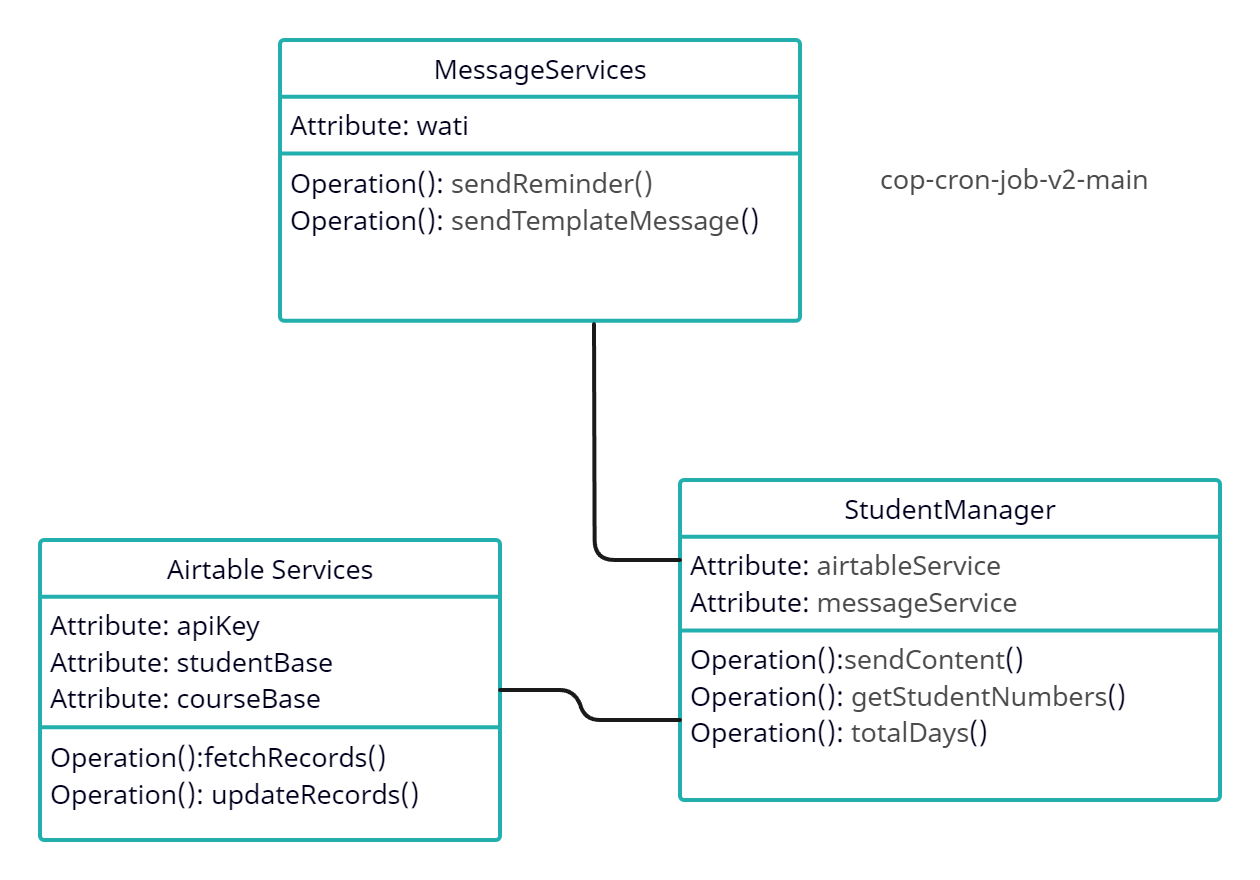 MessageServices
Attribute: wati
Operation(): sendReminder()
Operation(): sendTemplateMessage()
cop-cron-job-v2-main
StudentManager
Attribute: airtableService
Attribute: messageService
Operation():sendContent()
Operation(): getStudentNumbers()
Operation(): totalDays()
Airtable Services
Attribute: apiKey
Attribute: studentBase
Attribute: courseBase
Operation():fetchRecords()
Operation(): updateRecords()